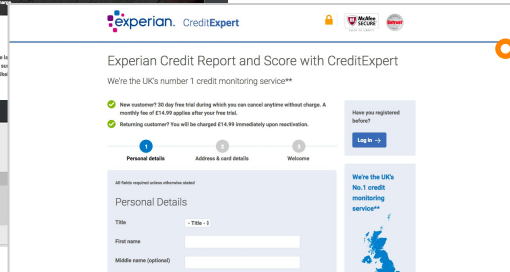 experian. CreditExpert
McAfee
SECURE
Experian Credit Report and Score with CreditExpert
We're the UK's number 1 credit monitoring service**
New customer? 30 day free trial during which you can cancel anytime without charge. A
monthly fee of £14.99 applies after your free trial.
Returning customer? You will be charged £14.99 immediately upon reactivation.
1
2
3
Personal details
Address & card details
Welcome
Have you registered
before?
Log in →
All fields required unless otherwise stated
Personal Details
Title
- Title -
First name
Middle name (optional)
We're the UK's
No.1 credit
monitoring
service**